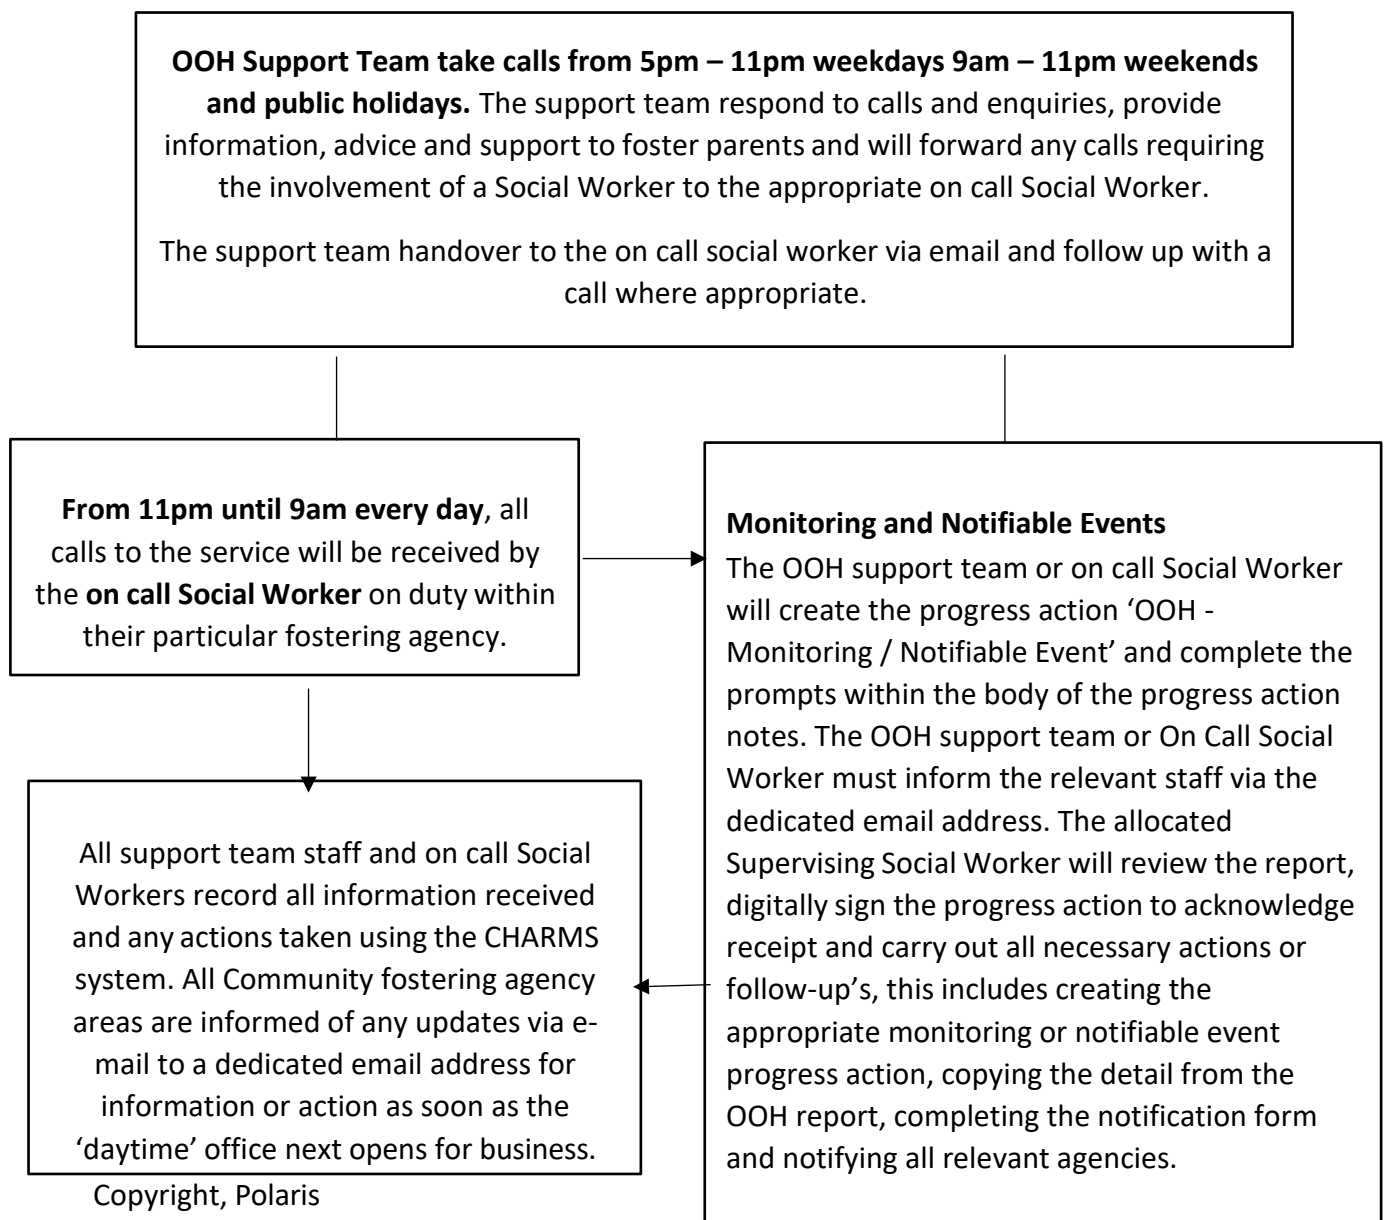 OOH Support Team take calls from 5pm – 11pm weekdays 9am – 11pm weekends
and public holidays. The support team respond to calls and enquiries, provide
information, advice and support to foster parents and will forward any calls requiring
the involvement of a Social Worker to the appropriate on call Social Worker.
The support team handover to the on call social worker via email and follow up with a
call where appropriate.
From 11pm until 9am every day, all
calls to the service will be received by
the on call Social Worker on duty within
their particular fostering agency.
Monitoring and Notifiable Events
The OOH support team or on call Social Worker
will create the progress action ‘OOH -
Monitoring / Notifiable Event’ and complete the
prompts within the body of the progress action
notes. The OOH support team or On Call Social
Worker must inform the relevant staff via the
dedicated email address. The allocated
Supervising Social Worker will review the report,
digitally sign the progress action to acknowledge
receipt and carry out all necessary actions or
follow-up’s, this includes creating the
appropriate monitoring or notifiable event
progress action, copying the detail from the
OOH report, completing the notification form
and notifying all relevant agencies.
All support team staff and on call Social
Workers record all information received
and any actions taken using the CHARMS
system. All Community fostering agency
areas are informed of any updates via e-
mail to a dedicated email address for
information or action as soon as the
‘daytime’ office next opens for business.
Copyright, Polaris